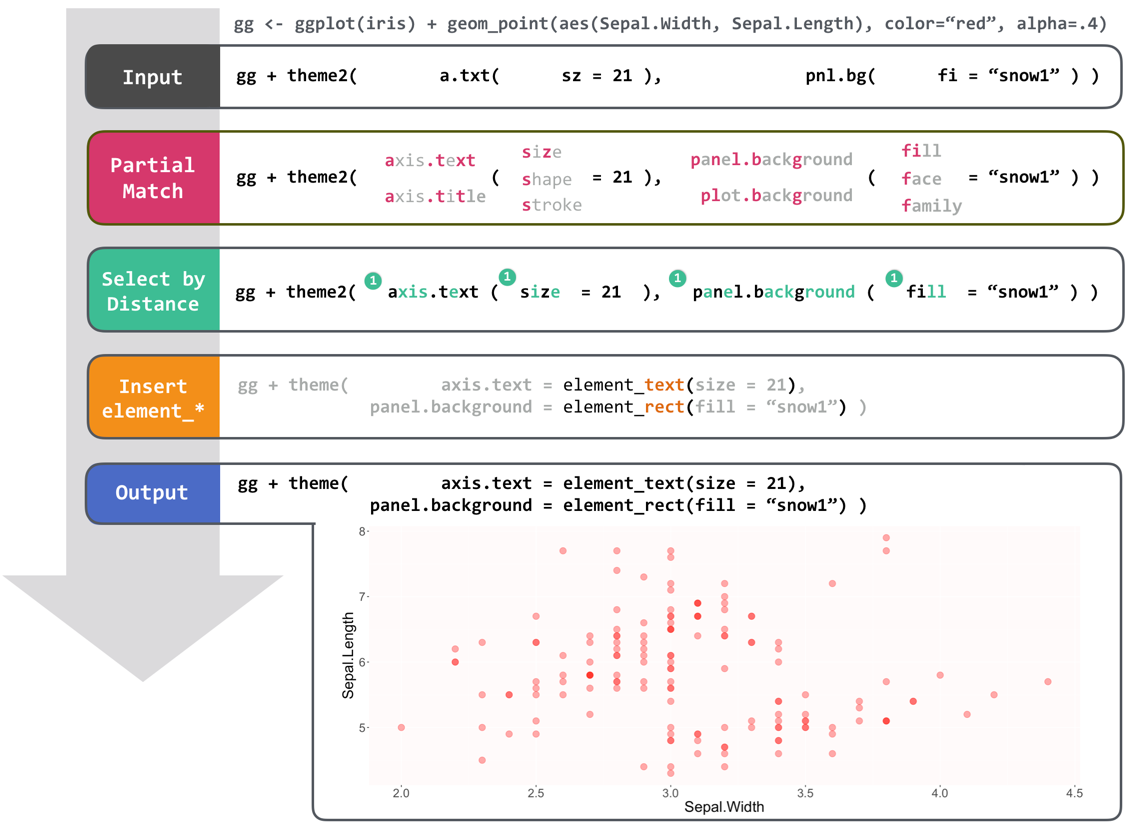 gg <- ggplot(iris) + geom_point(aes(Sepal.Width, Sepal.Length), color=“red”, alpha=.4)
Input
gg + theme2( a.txt( sz = 21 ), pnl.bg( fi = “snow1” ) )
Partial
Match
gg + theme2(
axis.text
axis.title
(
size
shape
stroke
= 21 ),
panel.background
plot.background
(
fill
face
family
= “snow1” ) )
Select by
Distance
gg + theme2( 1 axis.text ( 1 size = 21 ), 1 panel.background ( 1 fill = “snow1” ) )
Insert
element_*
gg + theme( axis.text = element_text(size = 21),
panel.background = element_rect(fill = “snow1”) )
Output
gg + theme( axis.text = element_text(size = 21),
panel.background = element_rect(fill = “snow1”) )
8
7
6
5
Sepal.Length
2.0 2.5 3.0 3.5 4.0 4.5
Sepal.Width